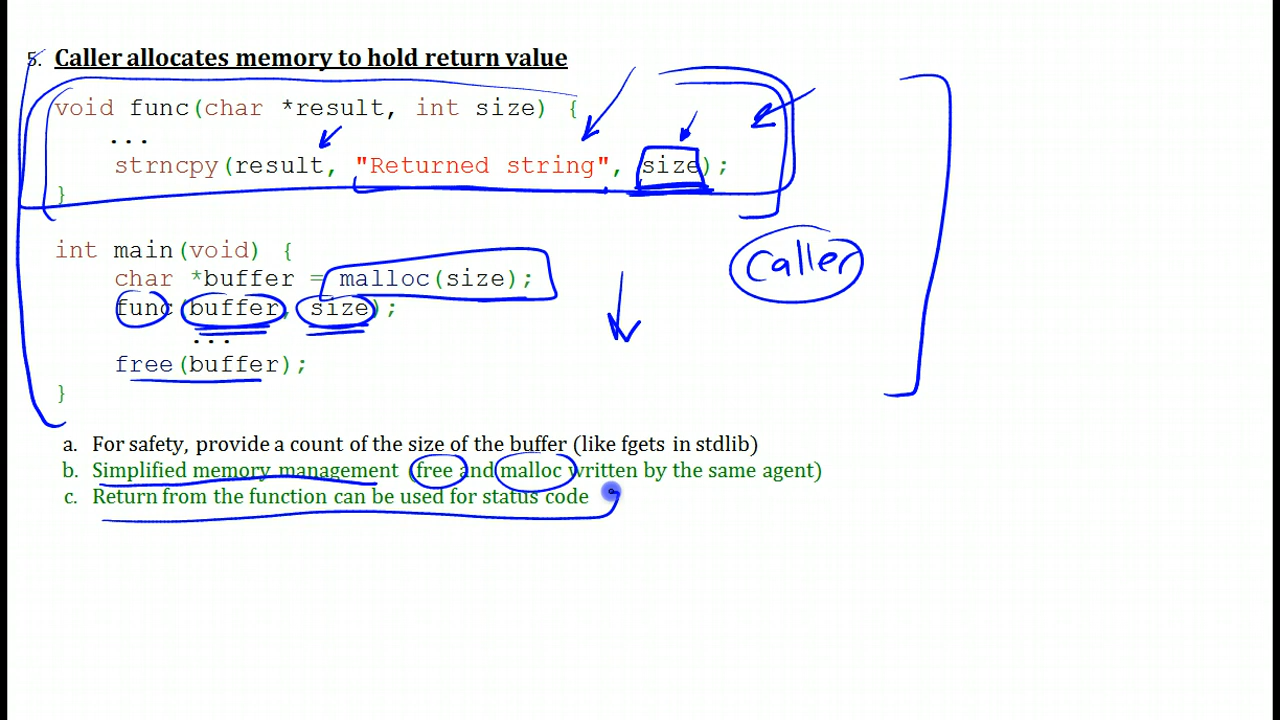 5. Caller allocates memory to hold return value
void func(char *result, int size) {
...
strncpy(result, "Returned string", size);
}
int main(void) {
char *buffer = malloc(size);
func(buffer, size);
...
free(buffer);
}
caller
a. For safety, provide a count of the size of the buffer (like fgets in stdlib)
b. Simplified memory management (free and malloc written by the same agent)
c. Return from the function can be used for status code